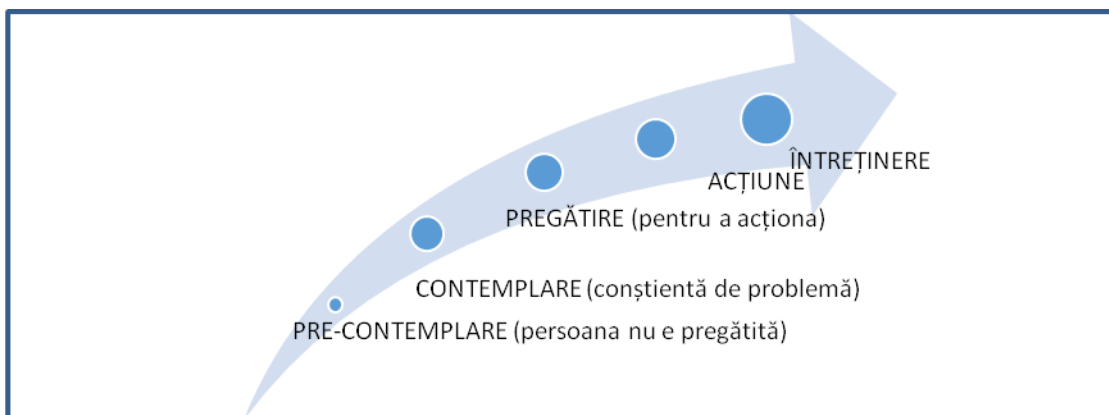 ÎNTREȚINERE
ACȚIUNE
PREGĂTIRE (pentru a acționa)
CONTEMPLARE (conștientă de problemă)
PRE-CONTEMPLARE (persoana nu e pregătită)